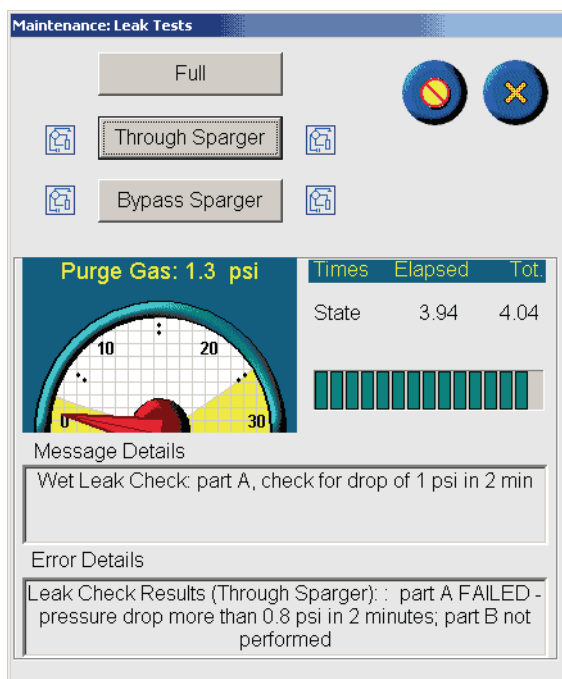 Maintenance: Leak Tests
Full
Through Sparger
Bypass Sparger
Purge Gas: 1.3 psi
Times Elapsed Tot.
State 3.94 4.04
10 20
0 30
Message Details
Wet Leak Check: part A, check for drop of 1 psi in 2 min
Error Details
Leak Check Results (Through Sparger): : part A FAILED -
pressure drop more than 0.8 psi in 2 minutes; part B not
performed